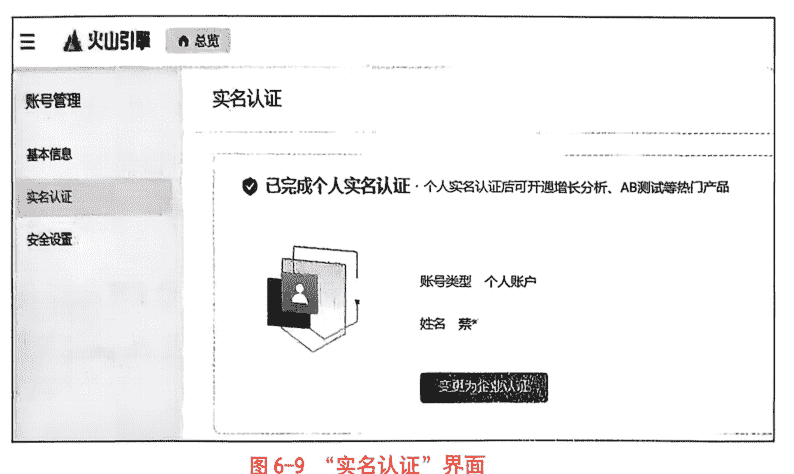 火山引擎 总览
账号管理
实名认证
基本信息
实名认证
安全设置
已完成个人实名认证 · 个人实名认证后可开通增长分析、AB测试等热门产品
账号类型 个人账户
姓名 蔡*
变更为企业认证
图 6-9 “实名认证”界面